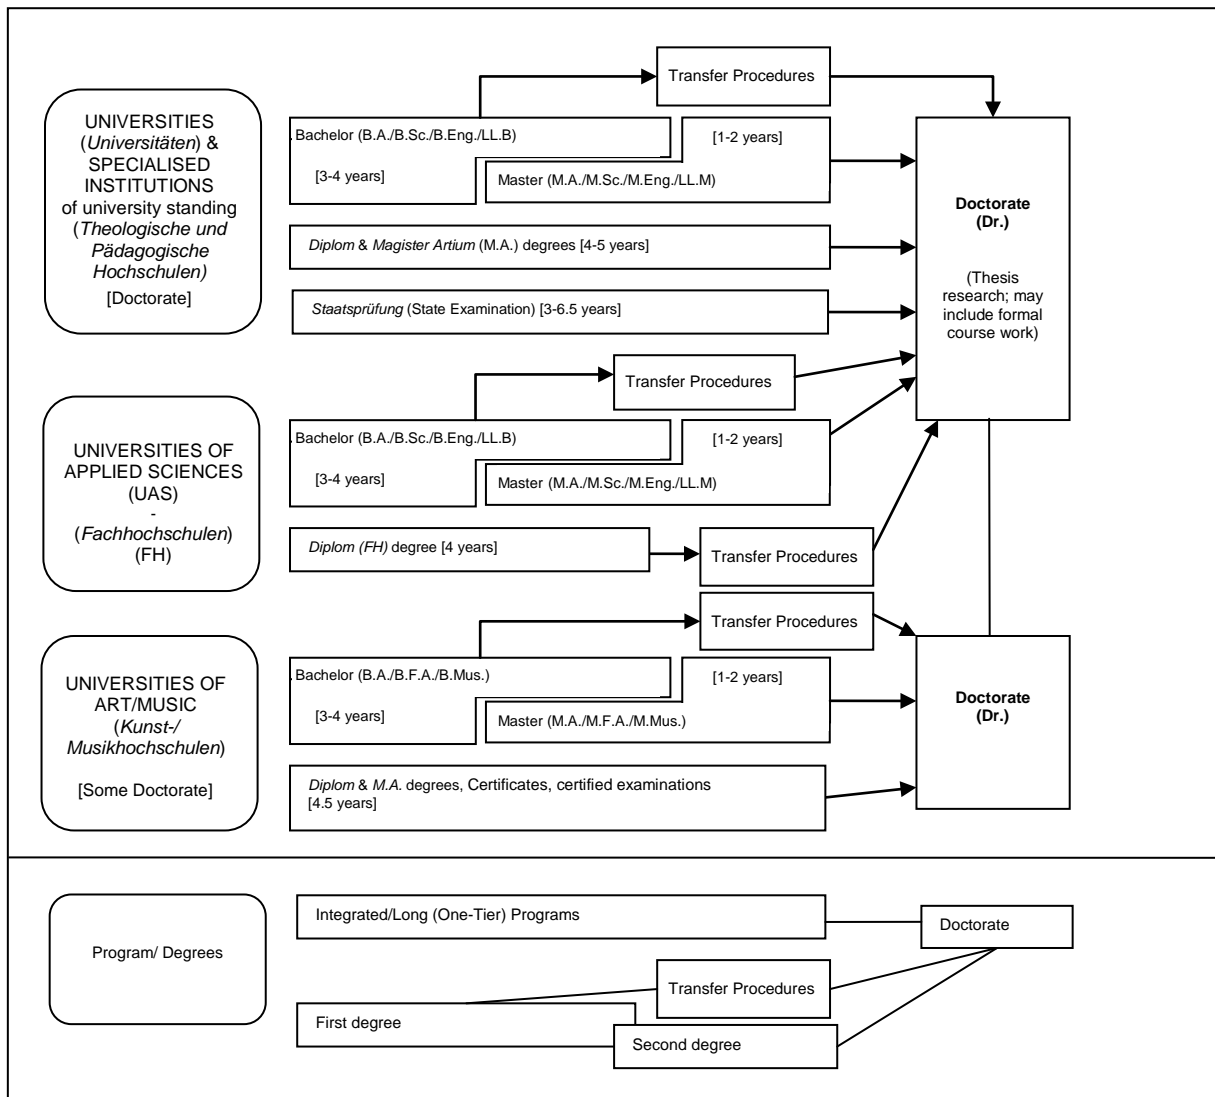 Transfer Procedures
UNIVERSITIES
(Universitäten) &
SPECIALISED
INSTITUTIONS
of university standing
(Theologische und
Pädagogische
Hochschulen)
[Doctorate]
. Bachelor (B.A./B.Sc./B.Eng./LL.B)
[3-4 years]
[1-2 years]
Master (M.A./M.Sc./M.Eng./LL.M)
Diplom & Magister Artium (M.A.) degrees [4-5 years]
Staatsprüfung (State Examination) [3-6.5 years]
Doctorate
(Dr.)
(Thesis
research; may
include formal
course work)
Transfer Procedures
UNIVERSITIES OF
APPLIED SCIENCES
(UAS)
-
(Fachhochschulen)
(FH)
. Bachelor (B.A./B.Sc./B.Eng./LL.B)
[3-4 years]
[1-2 years]
Master (M.A./M.Sc./M.Eng./LL.M)
Diplom (FH) degree [4 years]
Transfer Procedures
Transfer Procedures
UNIVERSITIES OF
ART/MUSIC
(Kunst-/
Musikhochschulen)
[Some Doctorate]
. Bachelor (B.A./B.F.A./B.Mus.)
[3-4 years]
[1-2 years]
Master (M.A./M.F.A./M.Mus.)
Diplom & M.A. degrees, Certificates, certified examinations
[4.5 years]
Doctorate
(Dr.)
Program/ Degrees
Integrated/Long (One-Tier) Programs
Doctorate
Transfer Procedures
First degree
Second degree